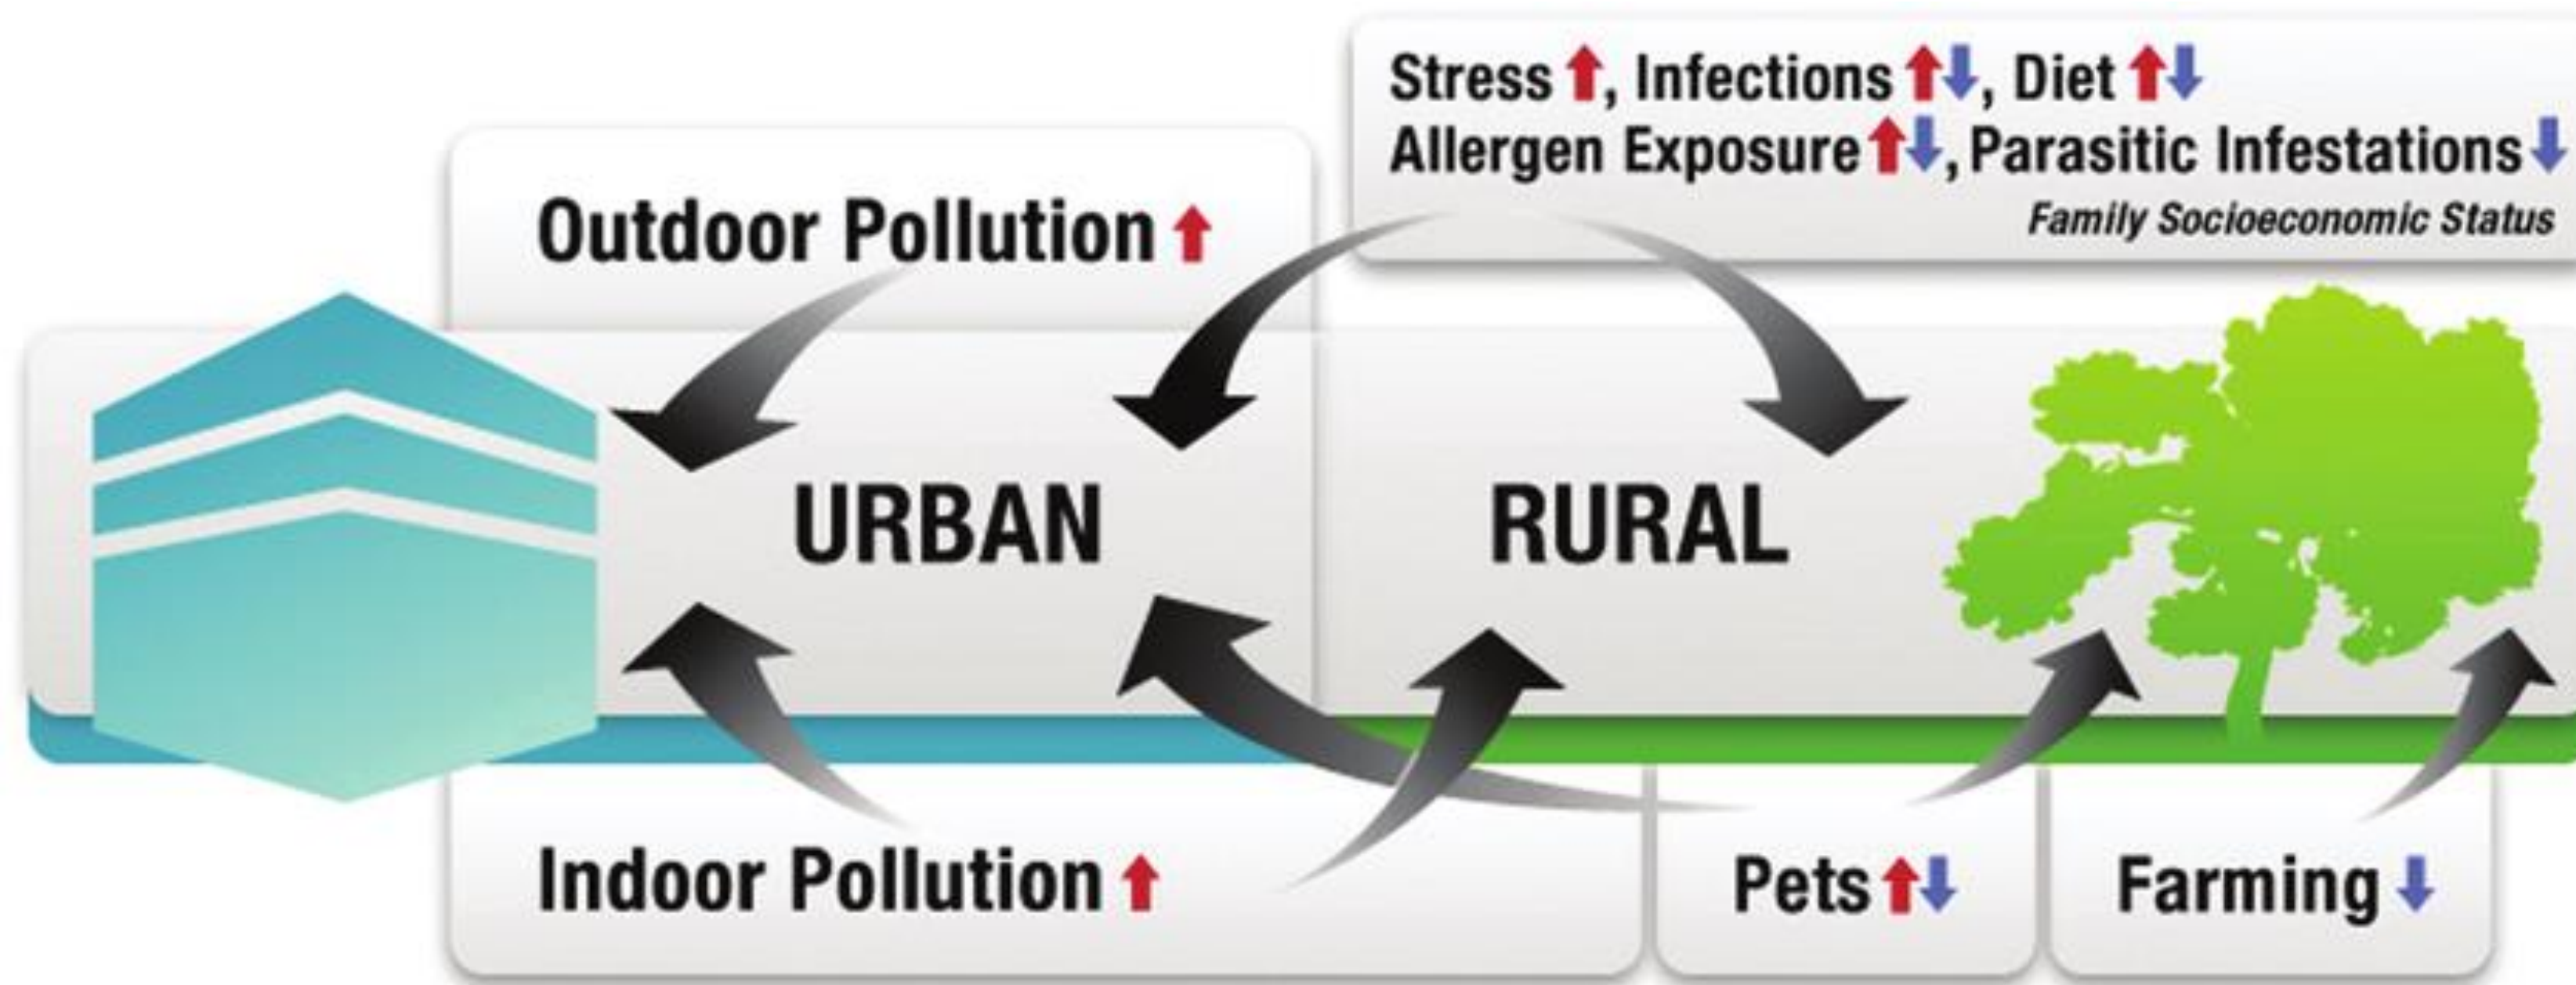 Stress ↑, Infections ↑↓, Diet ↑↓
Allergen Exposure ↑↓, Parasitic Infestations ↓
Family Socioeconomic Status
Outdoor Pollution ↑
URBAN
RURAL
Indoor Pollution ↑
Pets ↑↓
Farming ↓